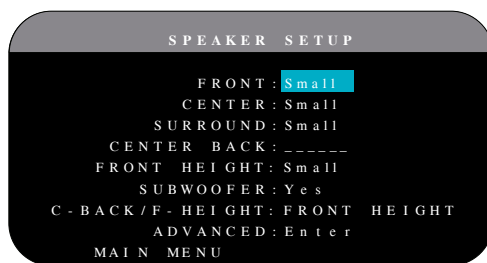 SPEAKER SETUP
FRONT: Small
CENTER: Small
SURROUND: Small
CENTER BACK: ______
FRONT HEIGHT: Small
SUBWOOFER: Yes
C-BACK/F-HEIGHT: FRONT HEIGHT
ADVANCED: Enter
MAIN MENU